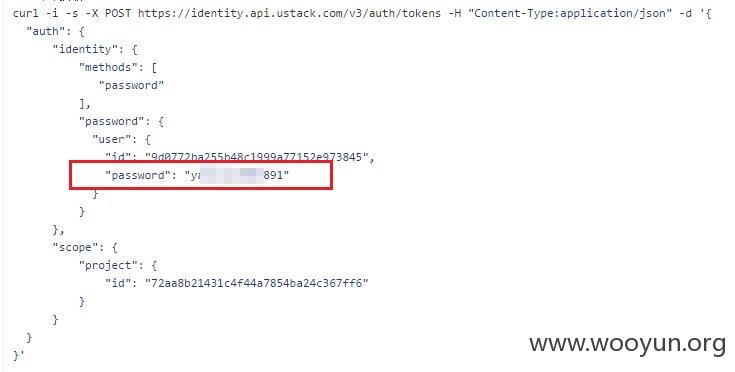 curl -i -s -X POST https://identity.api.ustack.com/v3/auth/tokens -H "Content-Type:application/json" -d '{
"auth": {
"identity": {
"methods": [
"password"
],
"password": {
"user": {
"id": "9d0772ba255b48c1999a77152e973845",
"password": "ya 891"
}
}
},
"scope": {
"project": {
"id": "72aa8b21431c4f44a7854ba24c367ff6"
}
}
}
}'
www.wooyun.org